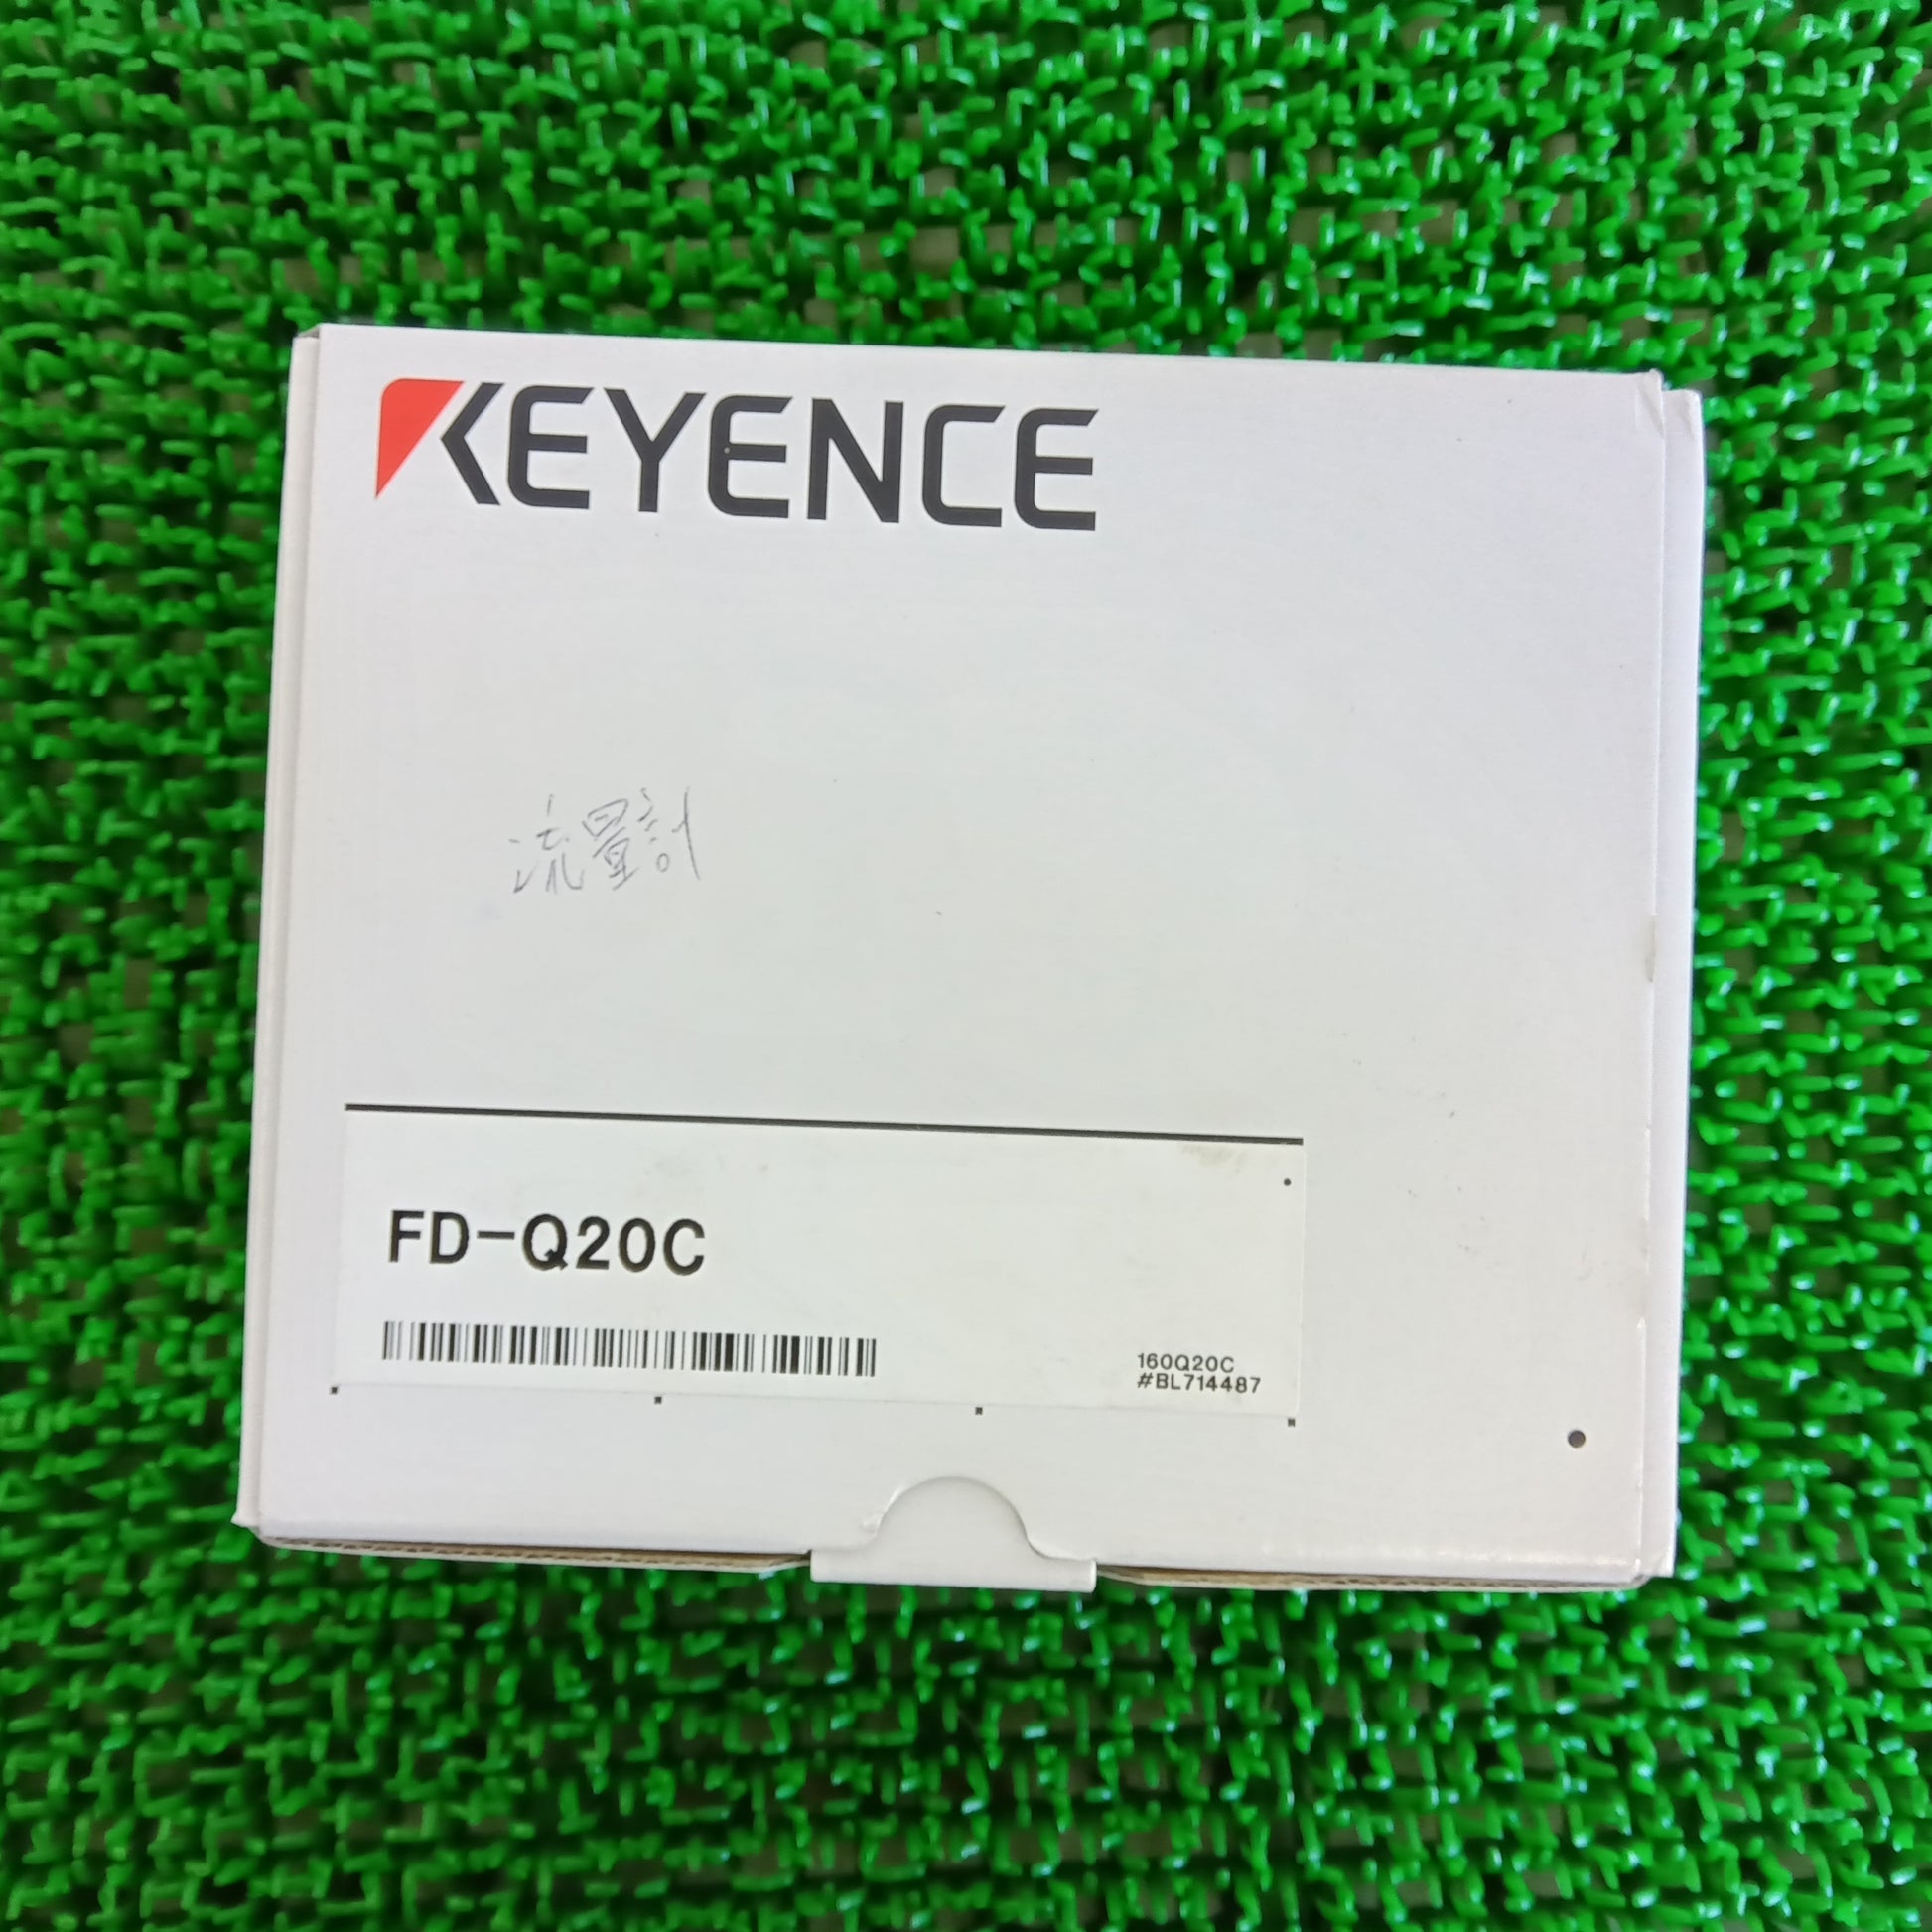 KEYENCE
流量計
FD-Q20C
160Q20C
#BL714487